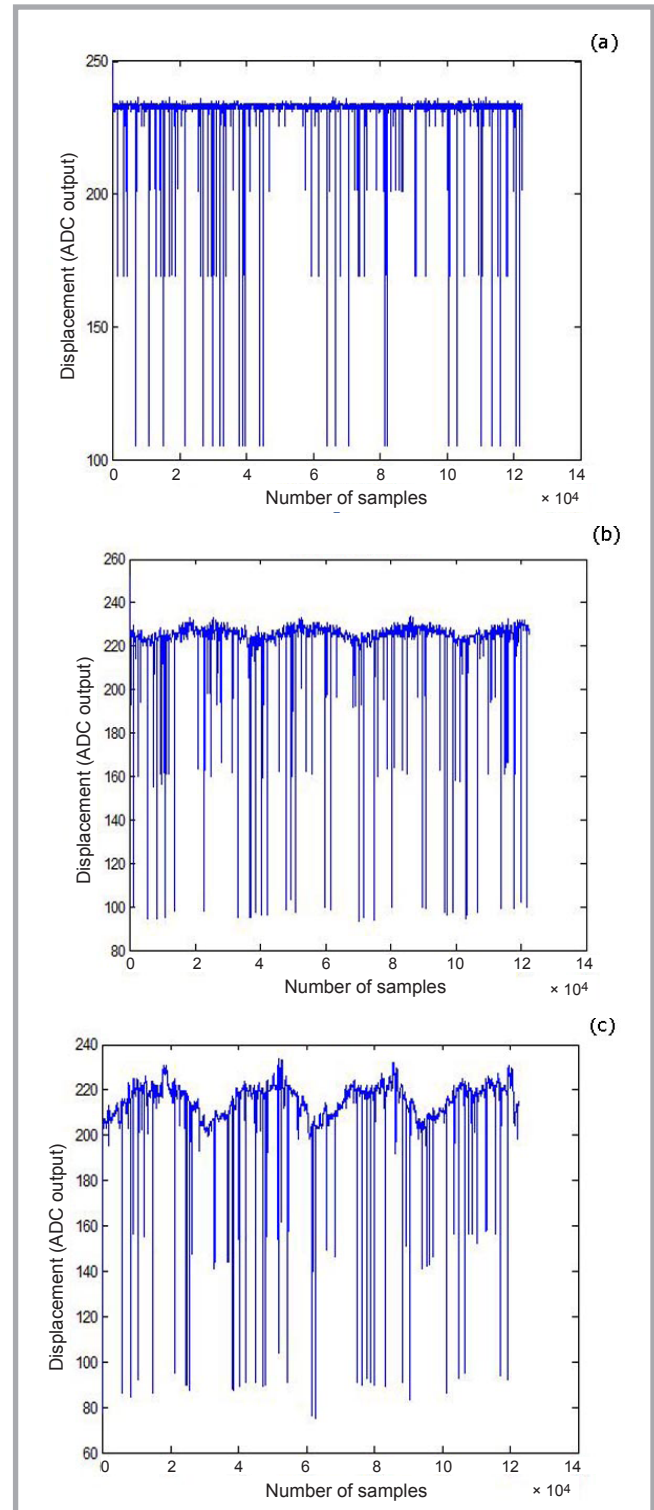 (a)
250
200
150
100
Displacement (ADC output)
0 2 4 6 8 10 12 14
Number of samples × 10⁴
(b)
260
240
220
200
180
160
140
120
100
80
Displacement (ADC output)
0 2 4 6 8 10 12 14
Number of samples × 10⁴
(c)
240
220
200
180
160
140
120
100
80
60
Displacement (ADC output)
0 2 4 6 8 10 12 14
Number of samples × 10⁴